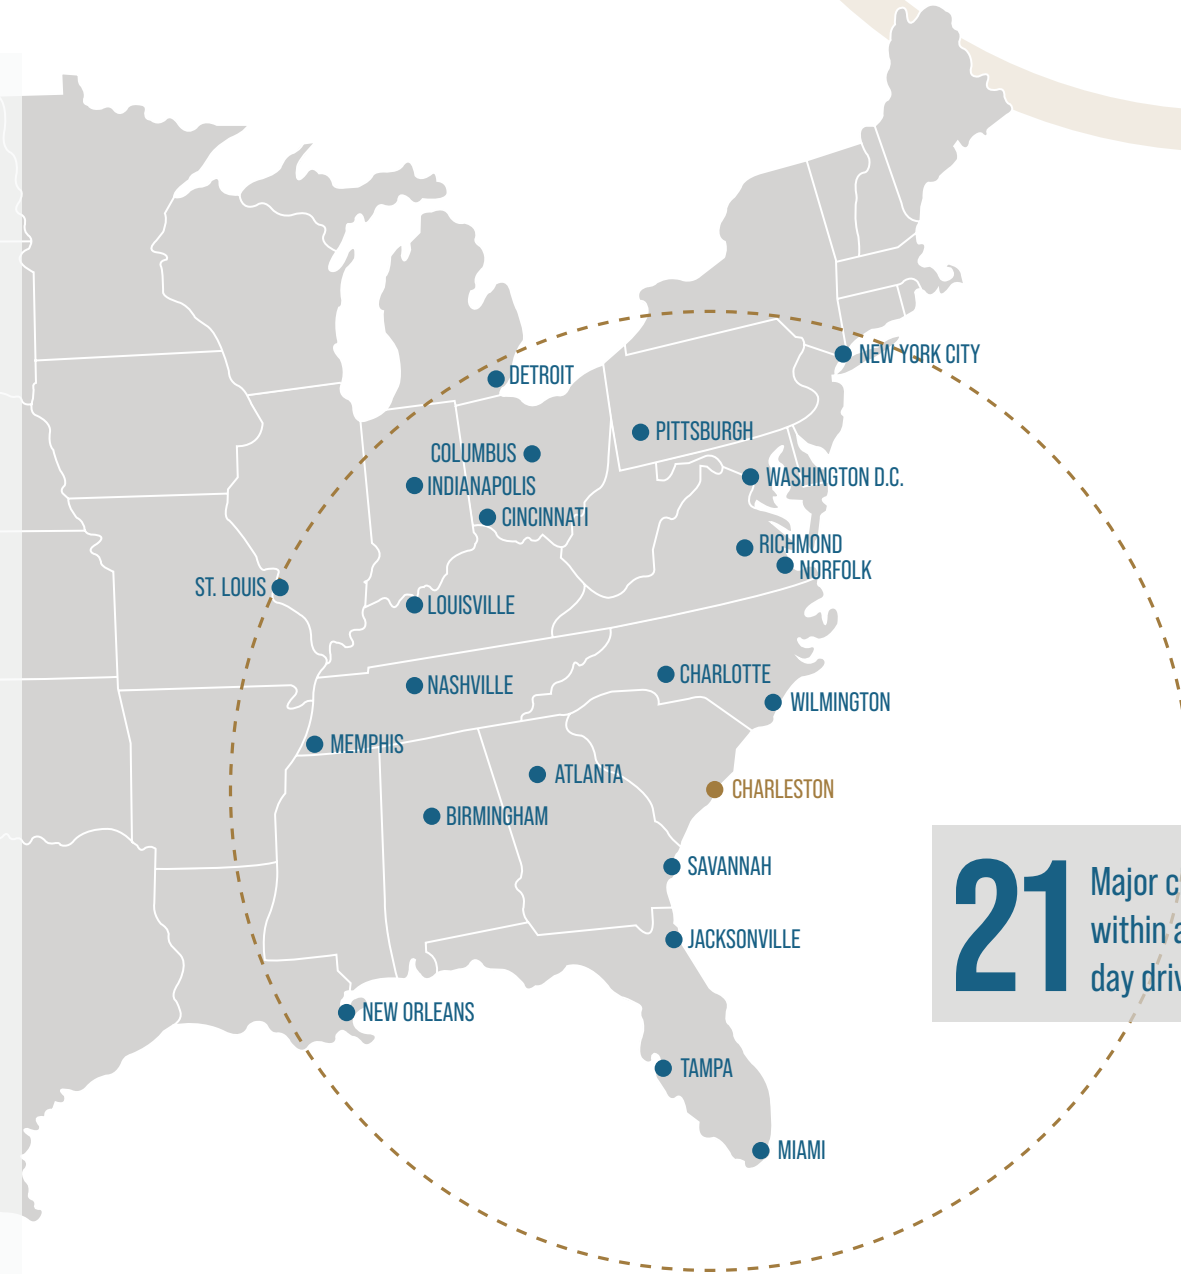 NEW YORK CITY
DETROIT
PITTSBURGH
COLUMBUS
WASHINGTON D.C.
INDIANAPOLIS
CINCINNATI
RICHMOND
NORFOLK
ST. LOUIS
LOUISVILLE
CHARLOTTE
NASHVILLE
WILMINGTON
MEMPHIS
ATLANTA
CHARLESTON
BIRMINGHAM
SAVANNAH
21
Major
within
day
JACKSONVILLE
NEW ORLEANS
TAMPA
MIAMI